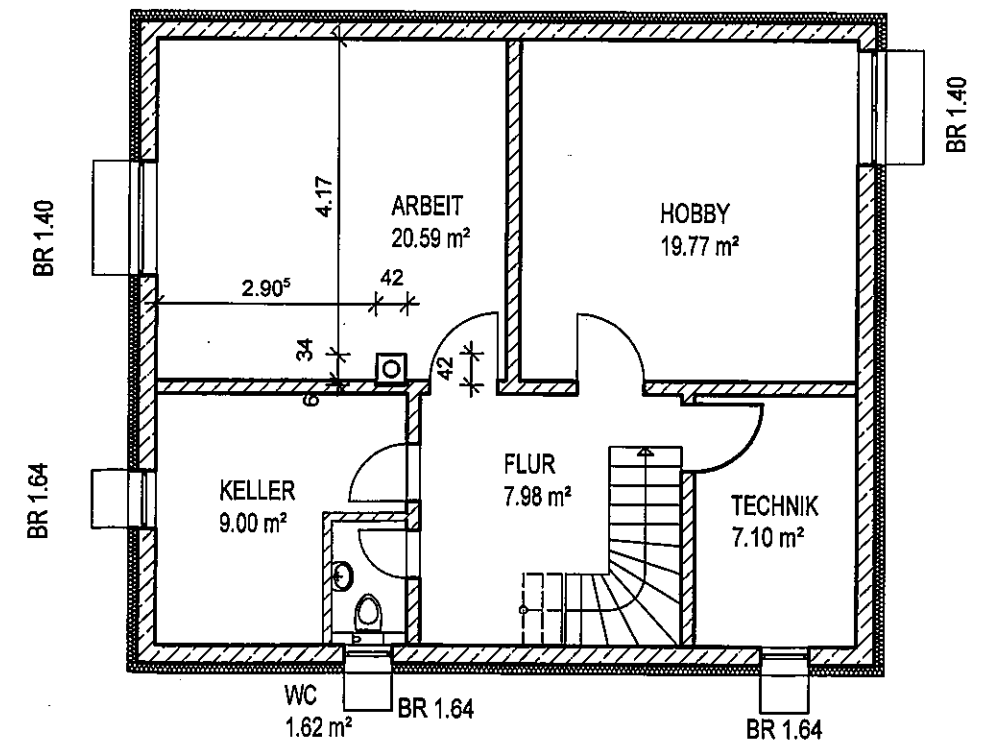 BR 1.40
4.17
ARBEIT
20.59 m²
HOBBY
19.77 m²
BR 1.40
2.90⁵
42
34
42
6
BR 1.64
KELLER
9.00 m²
FLUR
7.98 m²
TECHNIK
7.10 m²
WC
1.62 m²
BR 1.64
BR 1.64